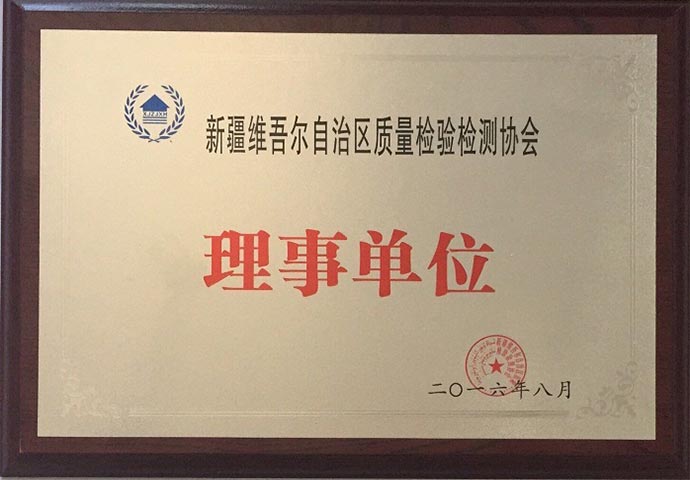 新疆维吾尔自治区质量检验检测协会
理事单位
二〇一六年八月